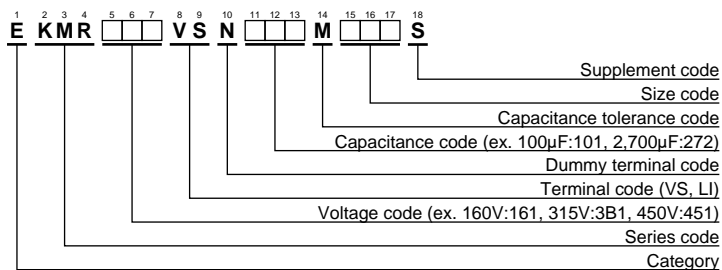 1 2 3 4 5 6 7 8 9 10 11 12 13 14 15 16 17 18
E KMR VS N M S
Supplement code
Size code
Capacitance tolerance code
Capacitance code (ex. 100µF:101, 2,700µF:272)
Dummy terminal code
Terminal code (VS, LI)
Voltage code (ex. 160V:161, 315V:3B1, 450V:451)
Series code
Category